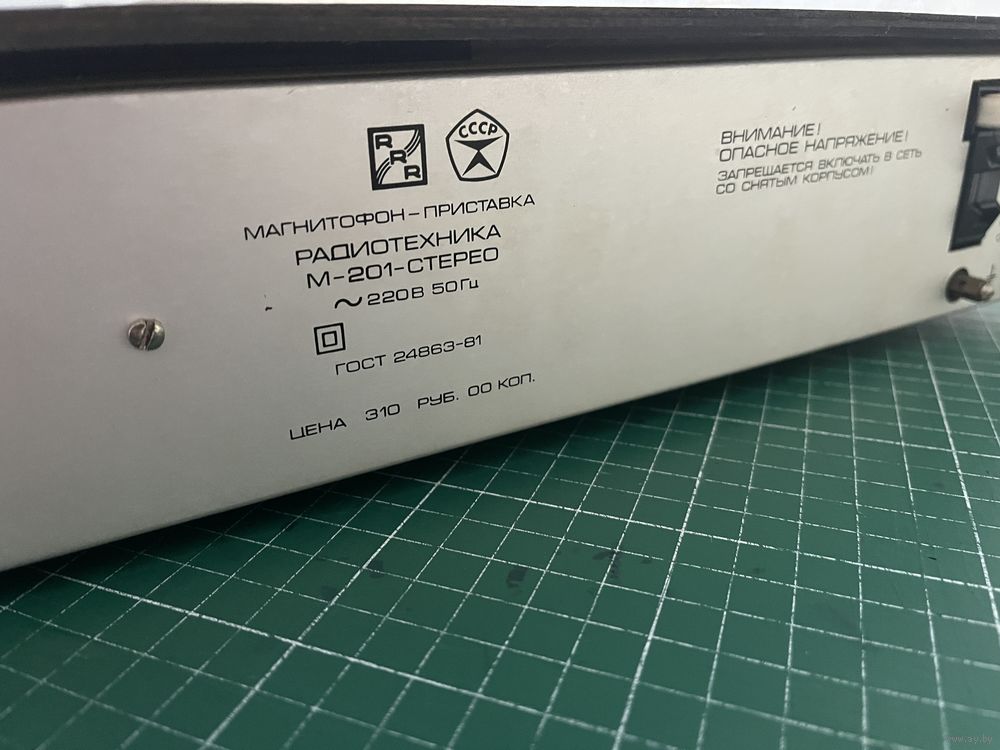 RRR
СССР
МАГНИТОФОН-ПРИСТАВКА
РАДИОТЕХНИКА
М-201-СТЕРЕО
~220В 50Гц
ГОСТ 24863-81
ЦЕНА 310 РУБ. 00 КОП.
ВНИМАНИЕ!
ОПАСНОЕ НАПРЯЖЕНИЕ!
ЗАПРЕЩАЕТСЯ ВКЛЮЧАТЬ В СЕТЬ
СО СНЯТЫМ КОРПУСОМ!
www.ay.by